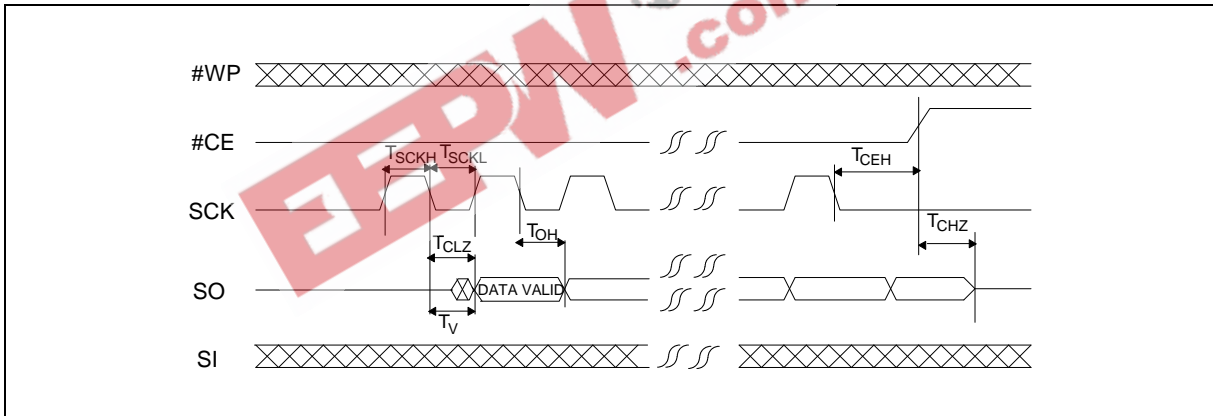 EEPW
.com
#WP
#CE
TSCKH TSCKL
TCEH
SCK
TCHZ
TCLZ
TOH
SO
DATA VALID
TV
SI